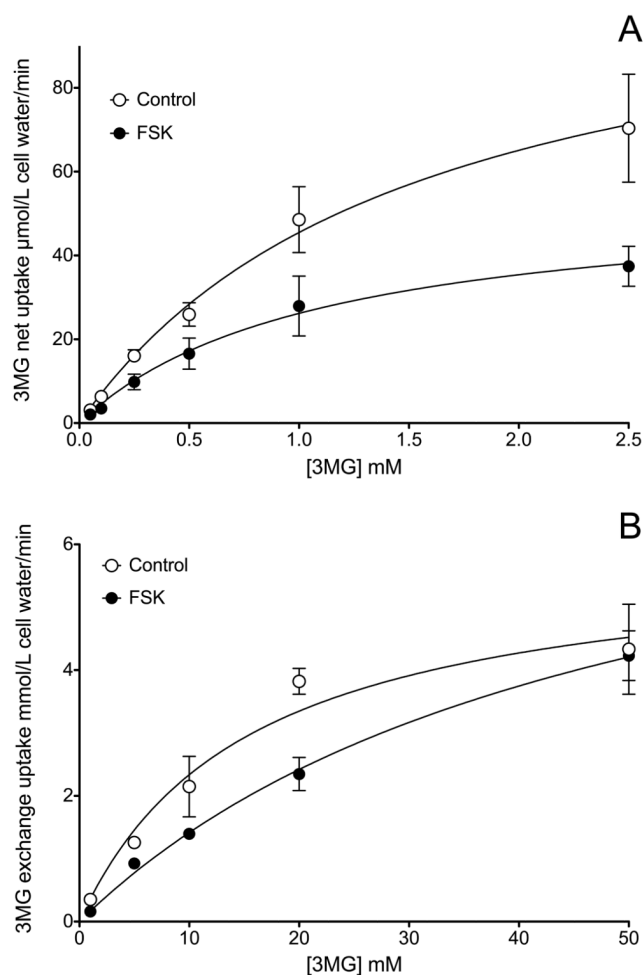 A
80
60
40
20
0
Control
FSK
3MG net uptake µmol/L cell water/min
0.0 0.5 1.0 1.5 2.0 2.5
[3MG] mM
B
6
4
2
0
Control
FSK
3MG exchange uptake mmol/L cell water/min
0 10 20 30 40 50
[3MG] mM